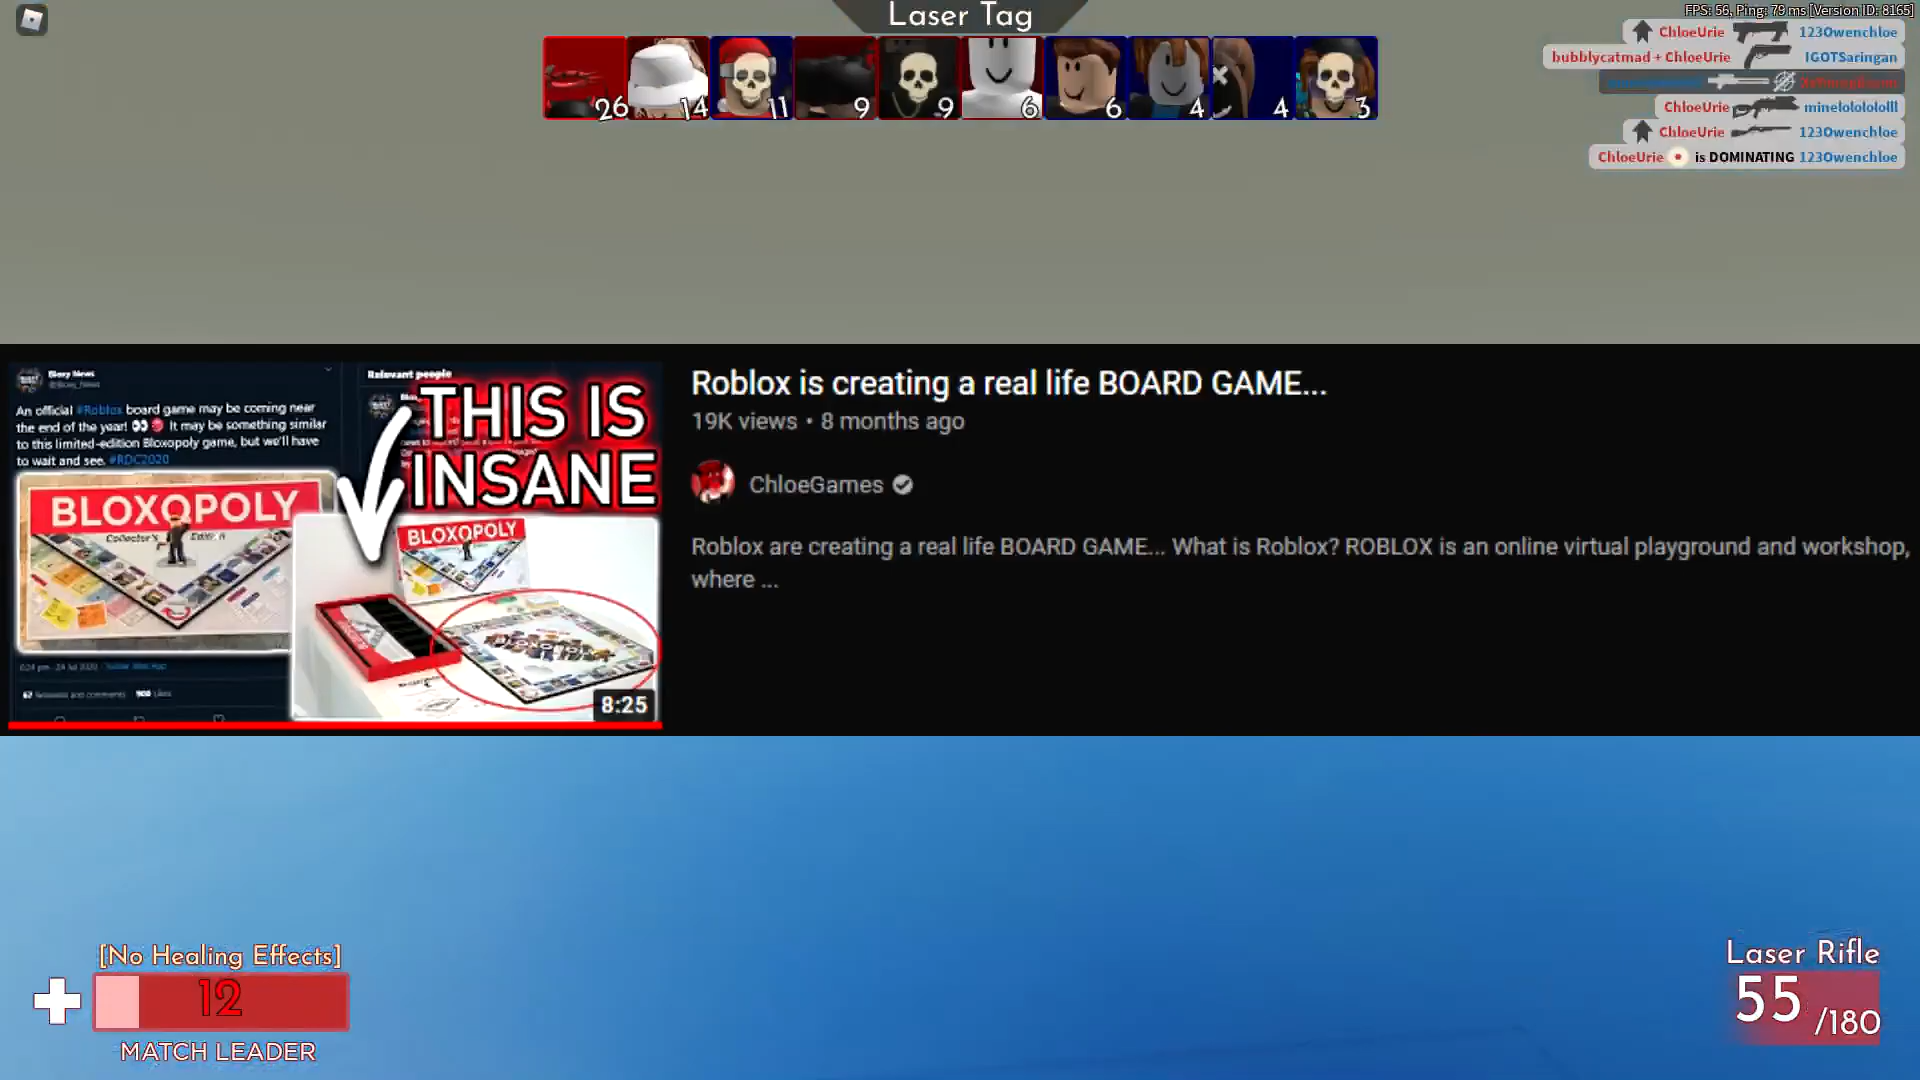 Laser Tag
FPS: 56, Ping: 79 ms [Version ID: 8165]
26 14 11 9 9 6 6 4 4 3
ChloeUrie 123Owenchloe
bubblycatmad + ChloeUrie IGOTSaringan
ChloeUrie minelololololll
ChloeUrie 123Owenchloe
ChloeUrie is DOMINATING 123Owenchloe
Bloxy News
@Bloxy_News
Relevant people
An official #Roblox board game may be coming near
the end of the year! It may be something similar
to this limited-edition Bloxopoly game, but we'll have
to wait and see. #RDC2020
THIS IS
INSANE
BLOXOPOLY
Collector's Edition
BLOXOPOLY
8:25
Roblox is creating a real life BOARD GAME...
19K views • 8 months ago
ChloeGames
Roblox are creating a real life BOARD GAME... What is Roblox? ROBLOX is an online virtual playground and workshop,
where ...
[No Healing Effects]
12
MATCH LEADER
Laser Rifle
55 /180